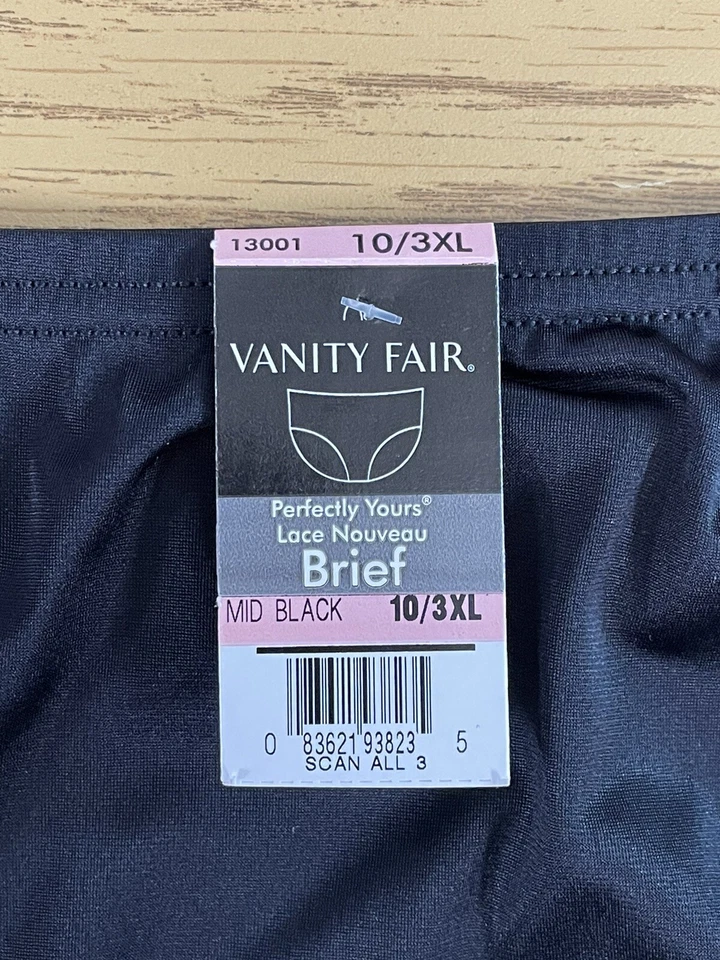 13001 10/3XL
VANITY FAIR®
Perfectly Yours®
Lace Nouveau
Brief
MID BLACK 10/3XL
0 83621 93823 5
SCAN ALL 3